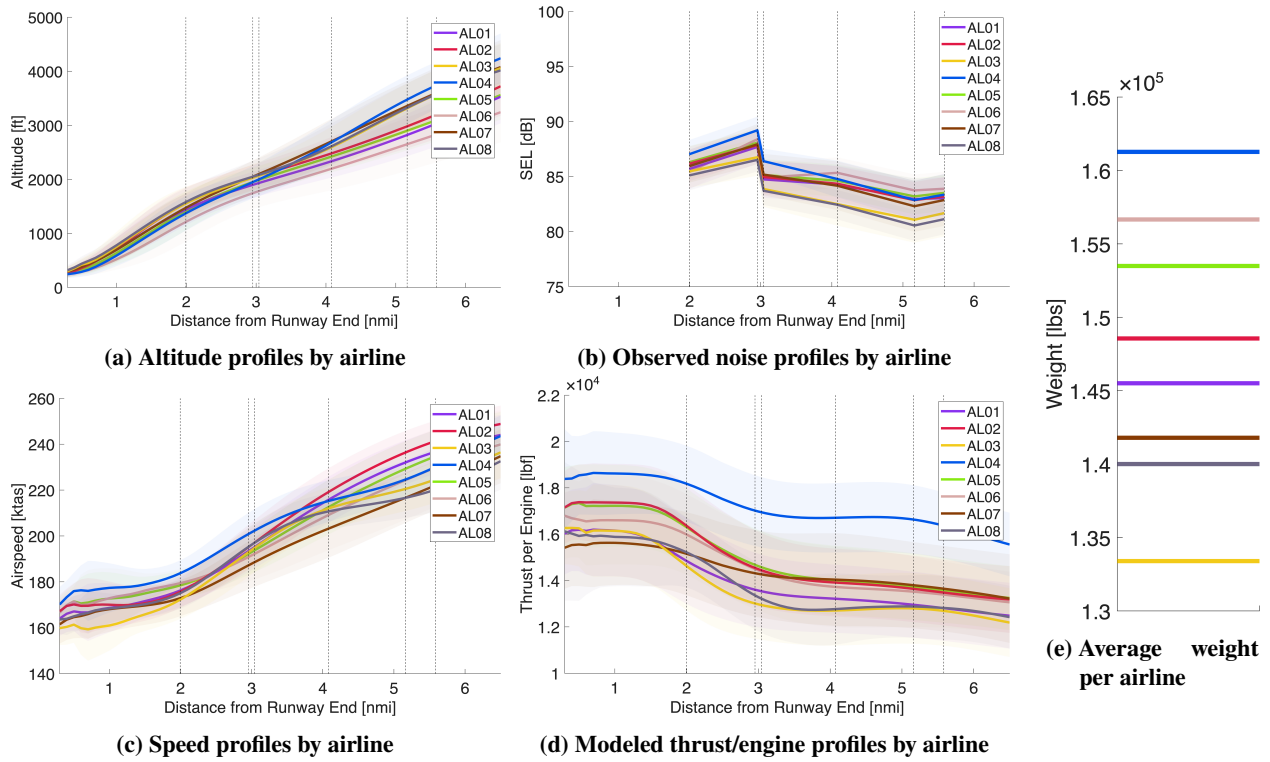 5000
4000
3000
2000
1000
0
Altitude [ft]
1 2 3 4 5 6
Distance from Runway End [nmi]
AL01
AL02
AL03
AL04
AL05
AL06
AL07
AL08
(a) Altitude profiles by airline
100
95
90
85
80
75
SEL [dB]
1 2 3 4 5 6
Distance from Runway End [nmi]
AL01
AL02
AL03
AL04
AL05
AL06
AL07
AL08
(b) Observed noise profiles by airline
260
240
220
200
180
160
140
Airspeed [ktas]
1 2 3 4 5 6
Distance from Runway End [nmi]
AL01
AL02
AL03
AL04
AL05
AL06
AL07
AL08
(c) Speed profiles by airline
×10⁴
2.2
2
1.8
1.6
1.4
1.2
1
Thrust per Engine [lbf]
1 2 3 4 5 6
Distance from Runway End [nmi]
AL01
AL02
AL03
AL04
AL05
AL06
AL07
AL08
(d) Modeled thrust/engine profiles by airline
×10⁵
1.65
1.6
1.55
1.5
1.45
1.4
1.35
1.3
Weight [lbs]
(e) Average weight
per airline